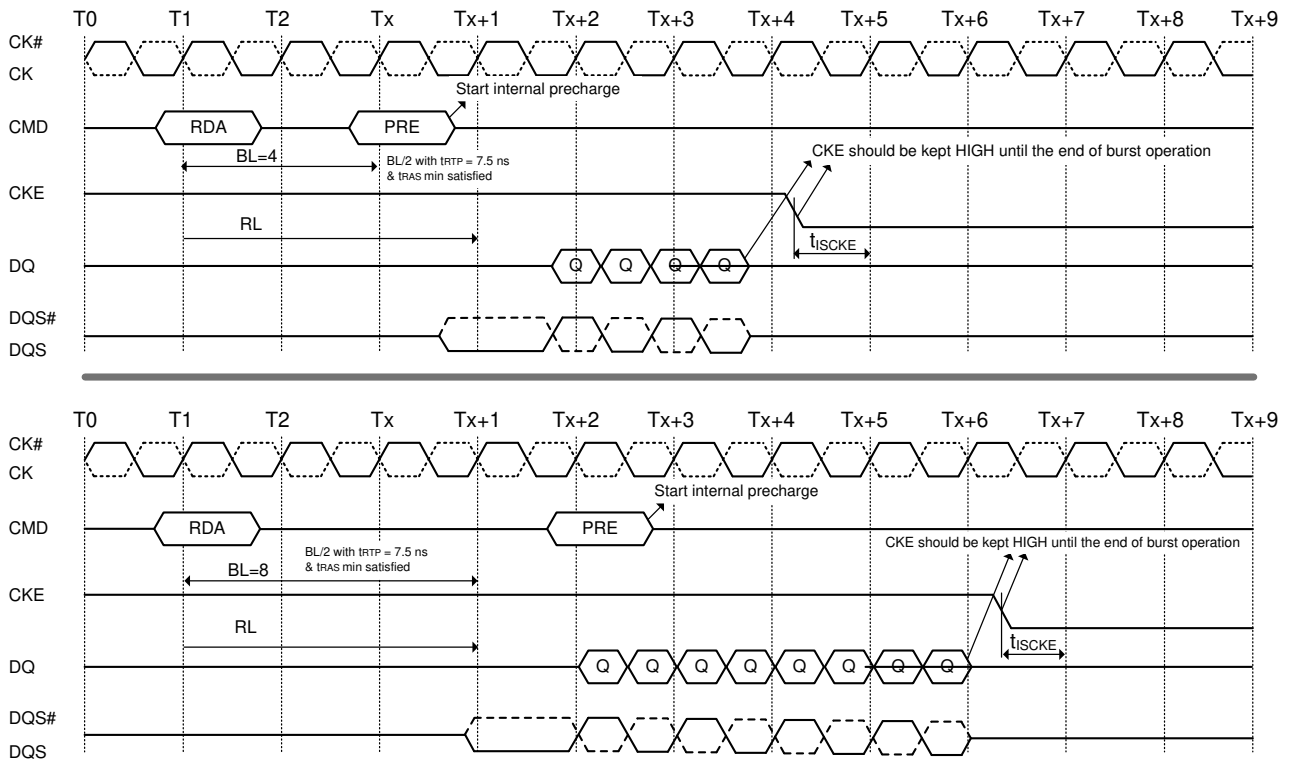 T0 T1 T2 Tx Tx+1 Tx+2 Tx+3 Tx+4 Tx+5 Tx+6 Tx+7 Tx+8 Tx+9
CK#
CK
Start internal precharge
CMD RDA PRE
BL=4
BL/2 with tRTP = 7.5 ns
& tRAS min satisfied
CKE should be kept HIGH until the end of burst operation
CKE
RL
tISCKE
DQ Q Q Q Q
DQS#
DQS
T0 T1 T2 Tx Tx+1 Tx+2 Tx+3 Tx+4 Tx+5 Tx+6 Tx+7 Tx+8 Tx+9
CK#
CK
Start internal precharge
CMD RDA PRE
BL/2 with tRTP = 7.5 ns
& tRAS min satisfied
CKE should be kept HIGH until the end of burst operation
BL=8
CKE
RL
tISCKE
DQ Q Q Q Q Q Q Q Q
DQS#
DQS